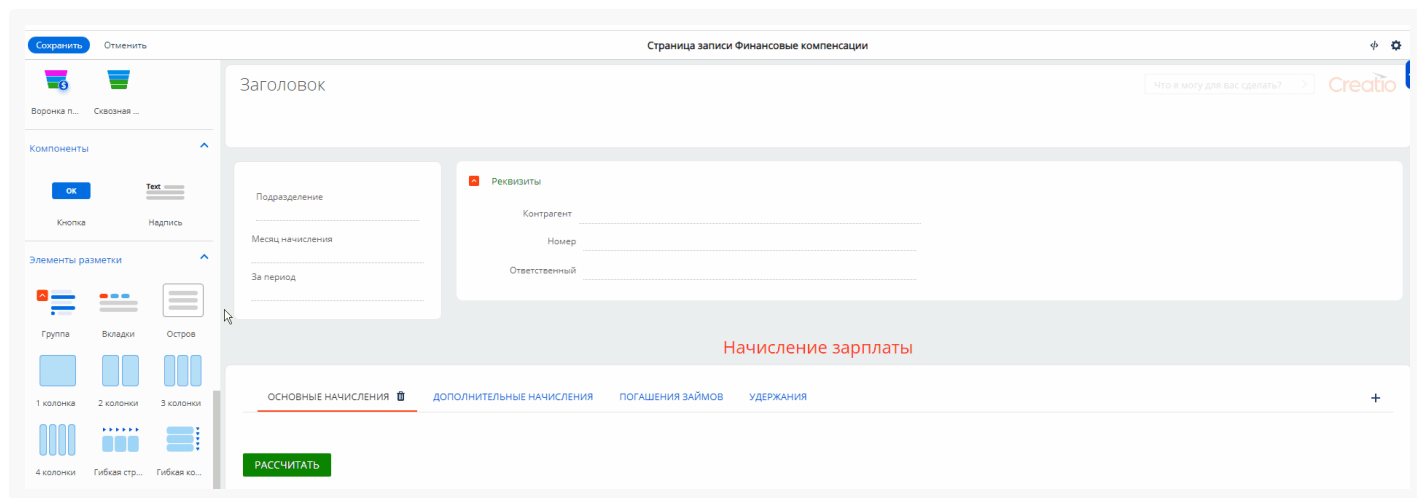 Сохранить Отменить Страница записи Финансовые компенсации
Заголовок Что я могу для вас сделать? Creatio
Воронка п... Сквозная ...
Компоненты
OK Text
Кнопка Надпись
Элементы разметки
Группа Вкладки Остров
1 колонка 2 колонки 3 колонки
4 колонки Гибкая стр... Гибкая ко...
Подразделение
Месяц начисления
За период
Реквизиты
Контрагент
Номер
Ответственный
Начисление зарплаты
ОСНОВНЫЕ НАЧИСЛЕНИЯ ДОПОЛНИТЕЛЬНЫЕ НАЧИСЛЕНИЯ ПОГАШЕНИЯ ЗАЙМОВ УДЕРЖАНИЯ +
РАССЧИТАТЬ